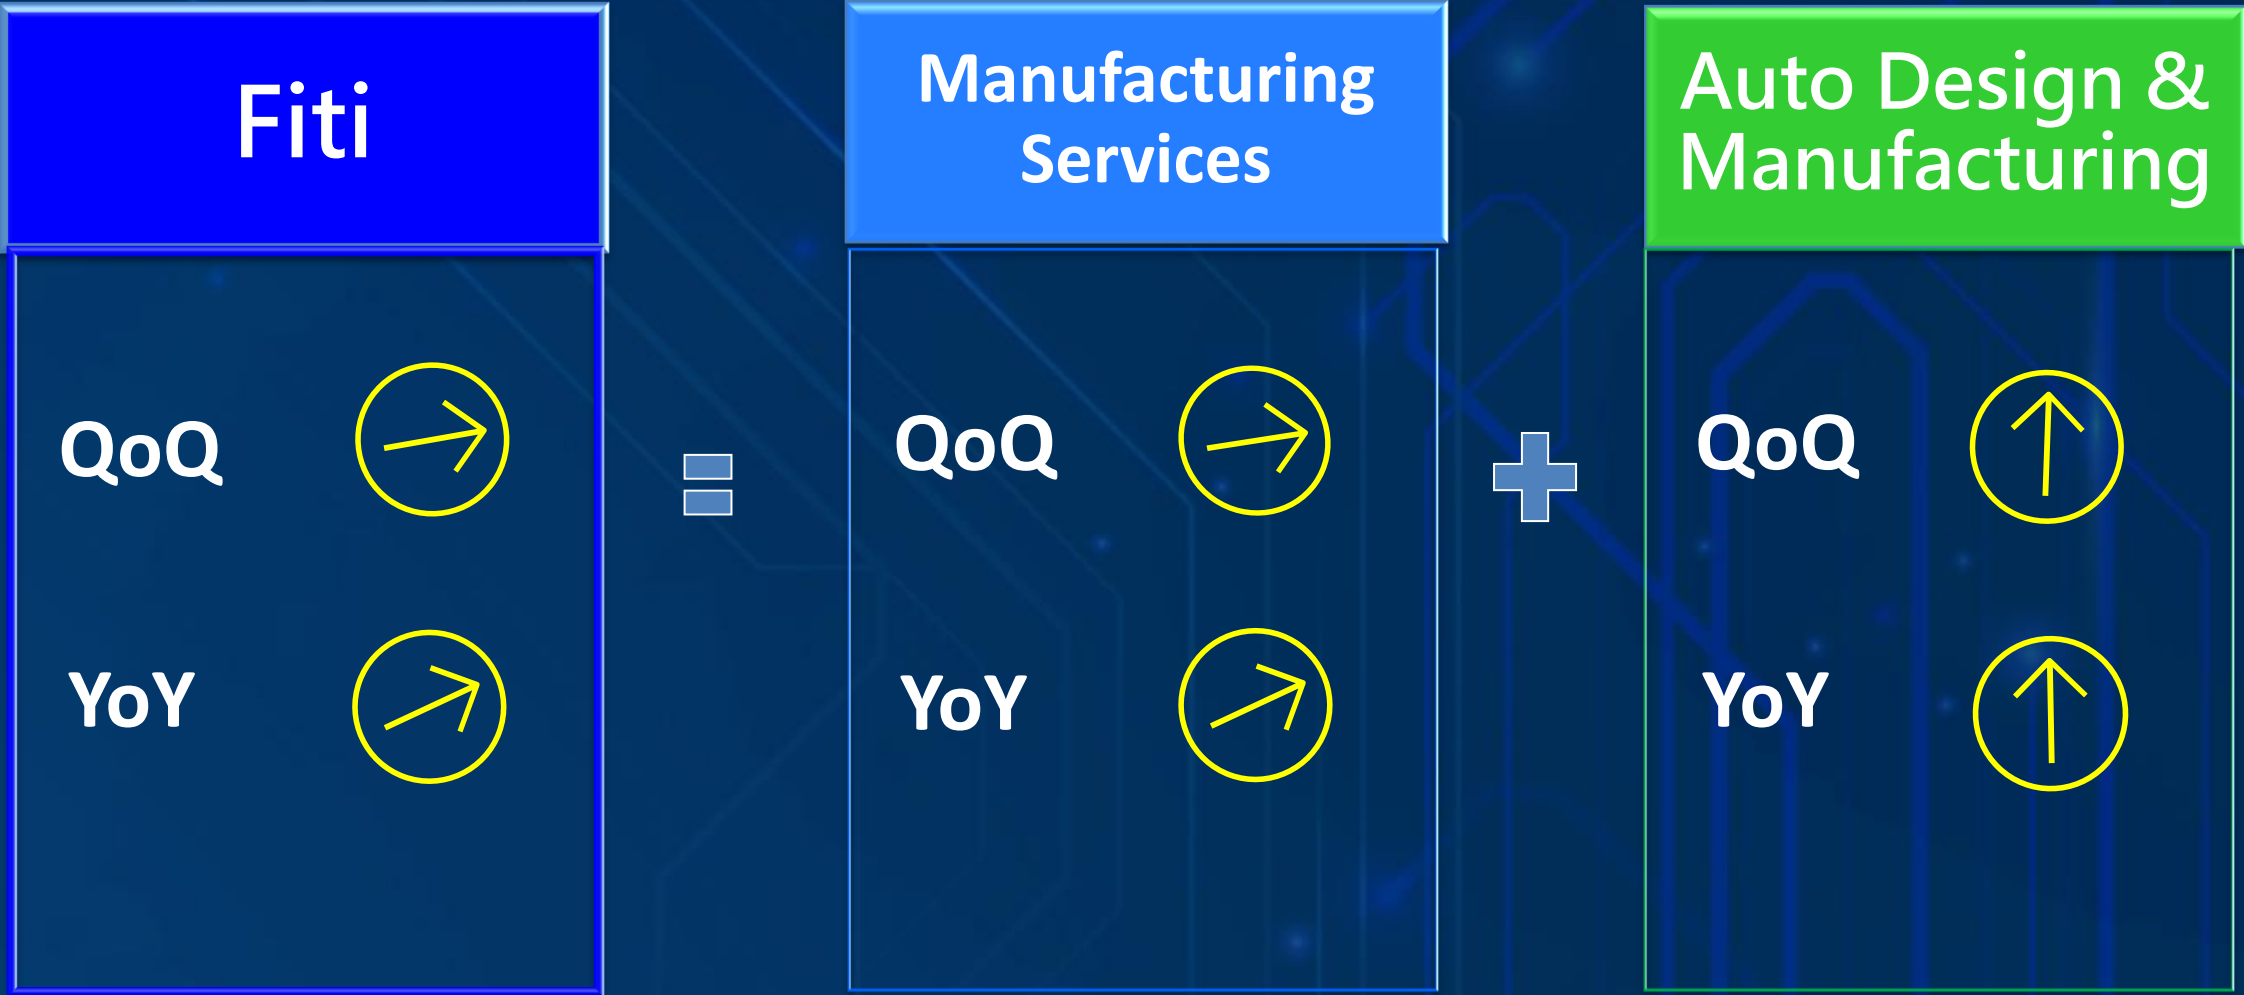 Fiti
QoQ
YoY
Manufacturing
Services
QoQ
YoY
Auto Design &
Manufacturing
QoQ
YoY